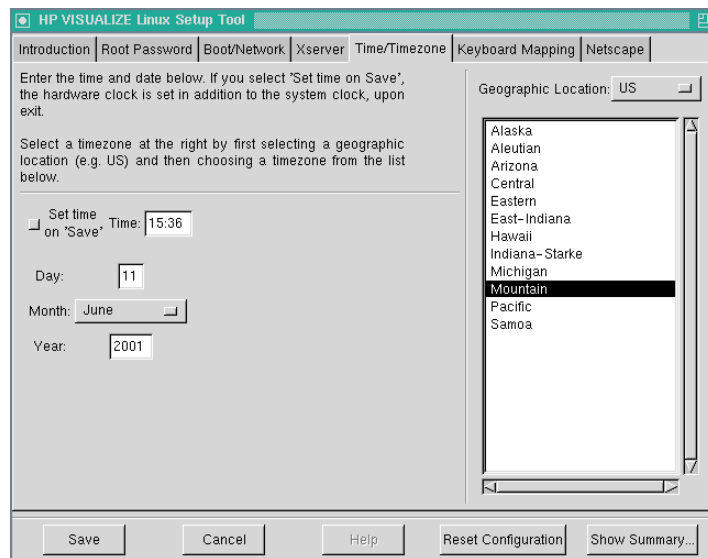 HP VISUALIZE Linux Setup Tool
Introduction Root Password Boot/Network Xserver Time/Timezone Keyboard Mapping Netscape
Enter the time and date below. If you select 'Set time on Save',
the hardware clock is set in addition to the system clock, upon
exit.
Select a timezone at the right by first selecting a geographic
location (e.g. US) and then choosing a timezone from the list
below.
Set time
on 'Save'
Time: 15:36
Day: 11
Month: June
Year: 2001
Geographic Location: US
Alaska
Aleutian
Arizona
Central
Eastern
East-Indiana
Hawaii
Indiana-Starke
Michigan
Mountain
Pacific
Samoa
Save Cancel Help Reset Configuration Show Summary...